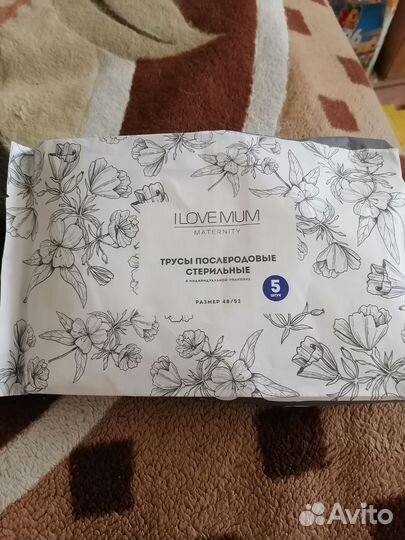 I LOVE MUM
MATERNITY
ТРУСЫ ПОСЛЕРОДОВЫЕ
СТЕРИЛЬНЫЕ
В ИНДИВИДУАЛЬНОЙ УПАКОВКЕ
5
ШТУК
РАЗМЕР 48/52
Avito